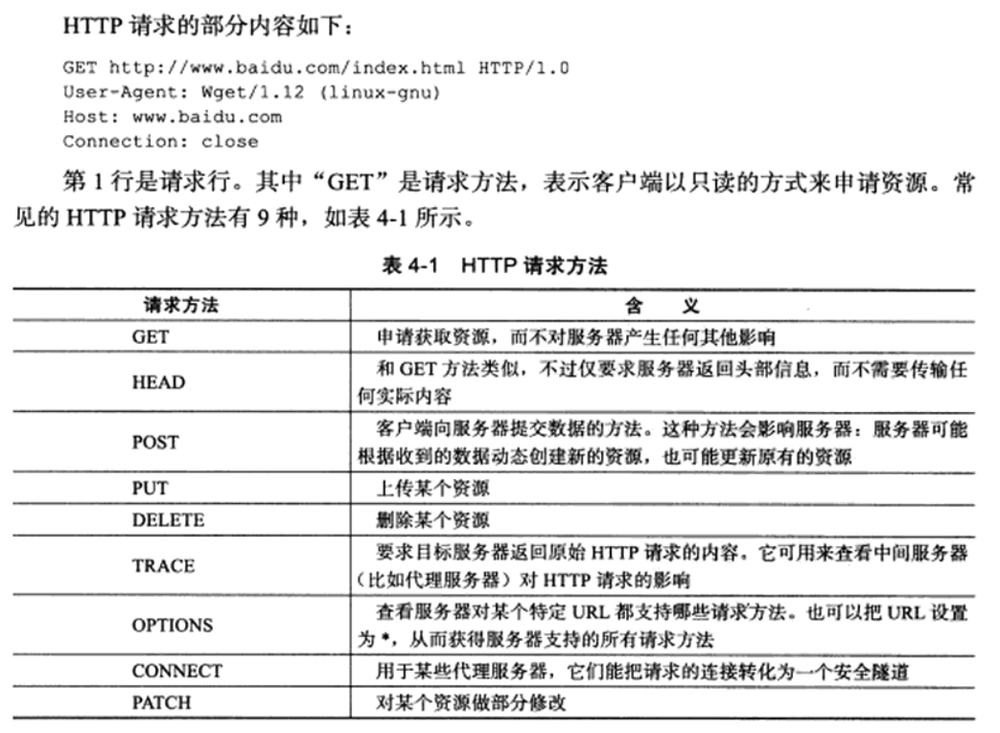 HTTP 请求的部分内容如下：
GET http://www.baidu.com/index.html HTTP/1.0
User-Agent: Wget/1.12 (linux-gnu)
Host: www.baidu.com
Connection: close
第 1 行是请求行。其中“GET”是请求方法，表示客户端以只读的方式来申请资源。常
见的 HTTP 请求方法有 9 种，如表 4-1 所示。
表 4-1 HTTP 请求方法
请求方法 含 义
GET 申请获取资源，而不对服务器产生任何其他影响
HEAD 和 GET 方法类似，不过仅要求服务器返回头部信息，而不需要传输任
何实际内容
POST 客户端向服务器提交数据的方法。这种方法会影响服务器：服务器可能
根据收到的数据动态创建新的资源，也可能更新原有的资源
PUT 上传某个资源
DELETE 删除某个资源
TRACE 要求目标服务器返回原始 HTTP 请求的内容。它可用来查看中间服务器
（比如代理服务器）对 HTTP 请求的影响
OPTIONS 查看服务器对某个特定 URL 都支持哪些请求方法。也可以把 URL 设置
为 *，从而获得服务器支持的所有请求方法
CONNECT 用于某些代理服务器，它们能把请求的连接转化为一个安全隧道
PATCH 对某个资源做部分修改